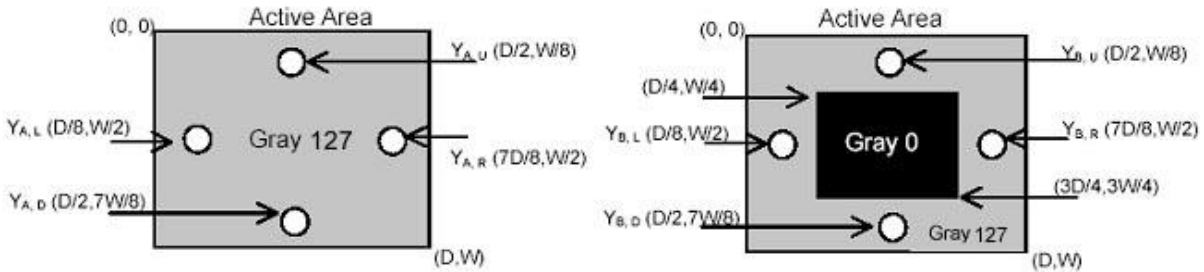 Active Area
(0, 0)
Y_A, U (D/2,W/8)
Y_A, L (D/8,W/2)
Gray 127
Y_A, R (7D/8,W/2)
Y_A, D (D/2,7W/8)
(D,W)
Active Area
(0, 0)
Y_B, U (D/2,W/8)
(D/4,W/4)
Y_B, L (D/8,W/2)
Gray 0
Y_B, R (7D/8,W/2)
(3D/4,3W/4)
Y_B, D (D/2,7W/8)
Gray 127
(D,W)